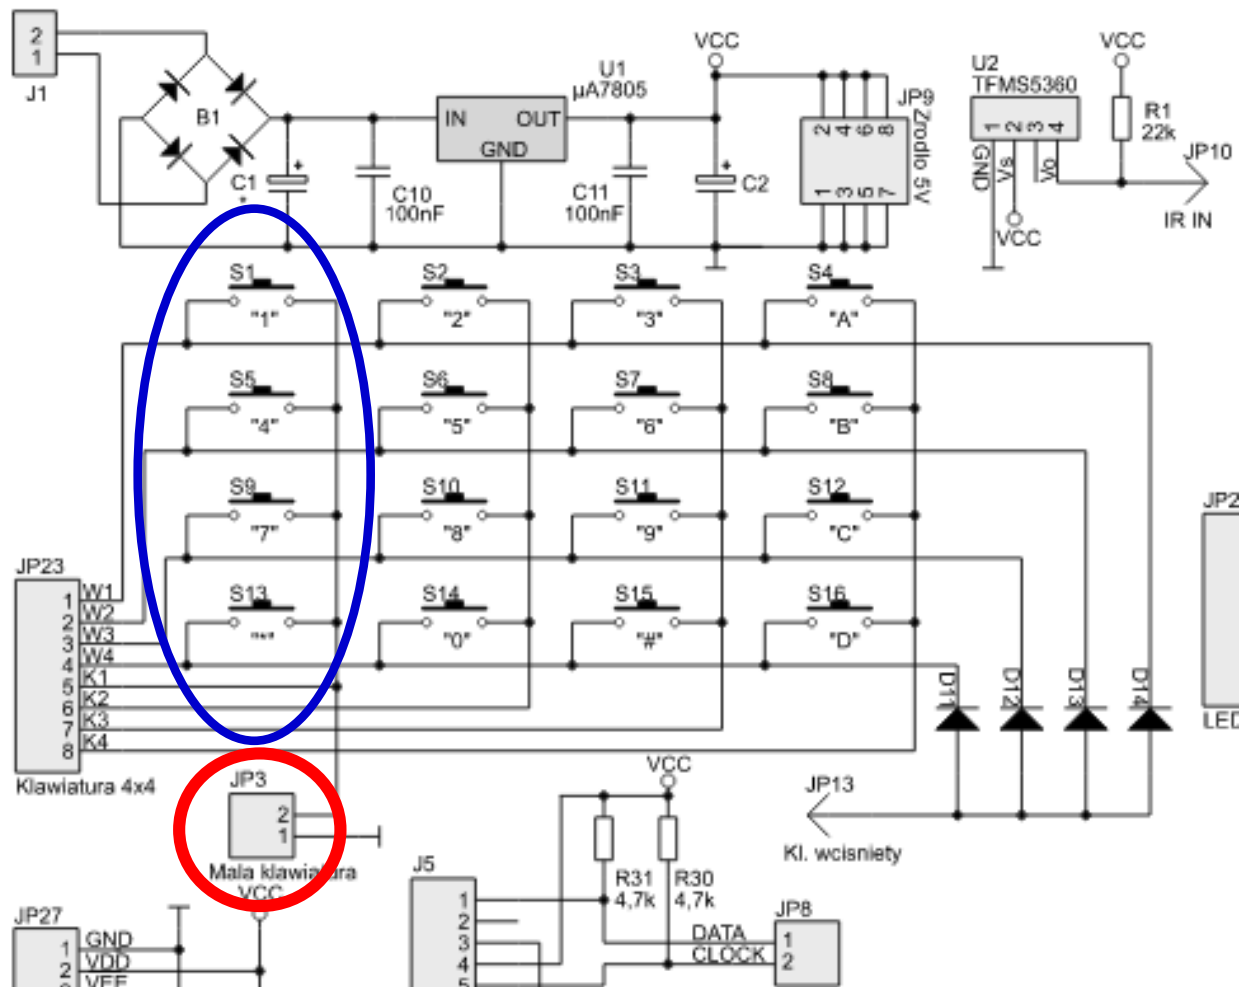 2
1
J1
B1
C1
+
*
C10
100nF
U1
µA7805
IN
OUT
GND
C11
100nF
VCC
+
C2
JP9
Zrodlo 5V
2 4 6 8
1 3 5 7
U2
TFMS5360
1 2 3 4
GND
Vs
Vo
VCC
VCC
R1
22k
JP10
IR IN
S1
"1"
S2
"2"
S3
"3"
S4
"A"
S5
"4"
S6
"5"
S7
"6"
S8
"B"
S9
"7"
S10
"8"
S11
"9"
S12
"C"
S13
"*"
S14
"0"
S15
"#"
S16
"D"
JP23
1 W1
2 W2
3 W3
4 W4
5 K1
6 K2
7 K3
8 K4
Klawiatura 4x4
D11
D12
D13
D14
JP2
LED
JP3
2
1
Mala klawiatura
VCC
JP13
Kl. wcisniety
VCC
R31
4,7k
R30
4,7k
J5
1
2
3
4
5
JP8
DATA 1
CLOCK 2
JP27
1 GND
2 VDD
VEE